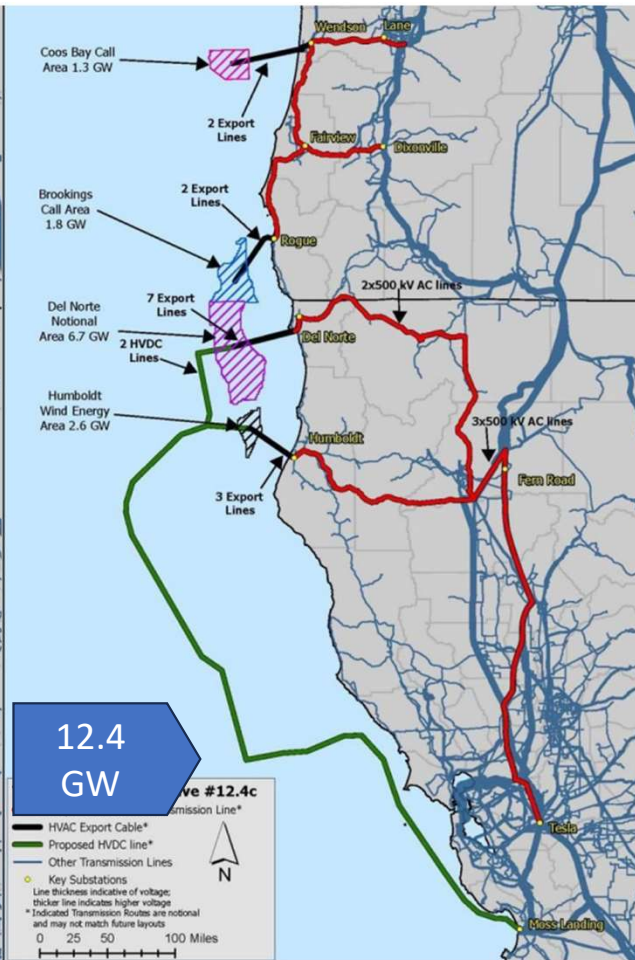 Wendson
Lane
Coos Bay Call
Area 1.3 GW
2 Export
Lines
Fairview
Dixonville
2 Export
Lines
Brookings
Call Area
1.8 GW
Rogue
2x500 kV AC lines
7 Export
Lines
Del Norte
Notional
Area 6.7 GW
2 HVDC
Lines
Del Norte
Humboldt
Wind Energy
Area 2.6 GW
3x500 kV AC lines
Humboldt
Fern Road
3 Export
Lines
12.4
GW
ve #12.4c
smission Line*
HVAC Export Cable*
Proposed HVDC line*
Other Transmission Lines
Key Substations
Line thickness indicative of voltage;
thicker line indicates higher voltage
* Indicated Transmission Routes are notional
and may not match future layouts
N
0 25 50 100 Miles
Tesla
Moss Landing